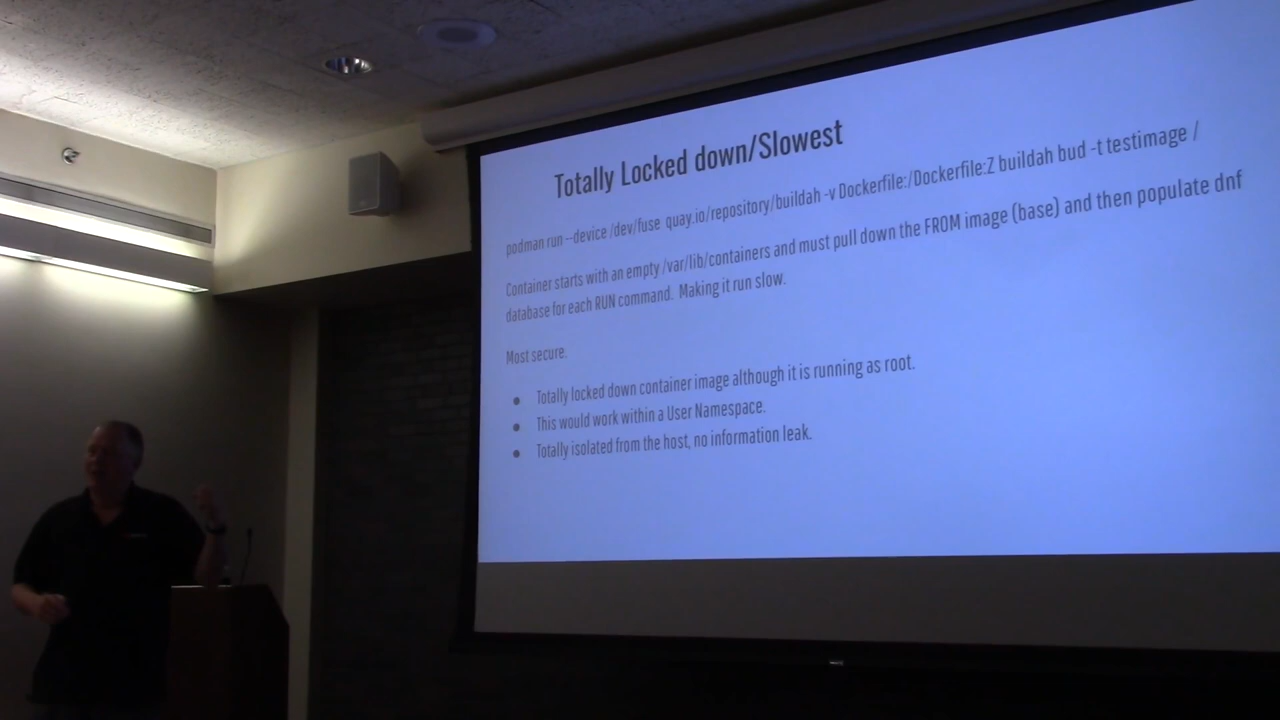 Totally Locked down/Slowest
podman run --device /dev/fuse quay.io/repository/buildah -v Dockerfile:/Dockerfile:Z buildah bud -t testimage /
Container starts with an empty /var/lib/containers and must pull down the FROM image (base) and then populate dnf
database for each RUN command. Making it run slow.
Most secure.
● Totally locked down container image although it is running as root.
● This would work within a User Namespace.
● Totally isolated from the host, no information leak.